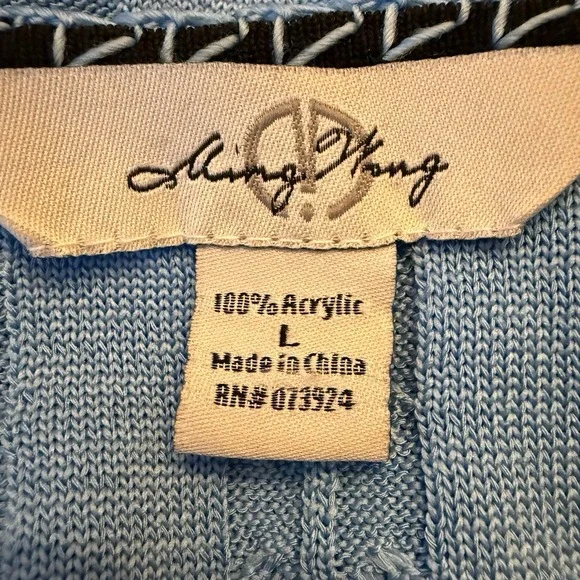 Ming Wang
100% Acrylic
L
Made in China
RN# 073924